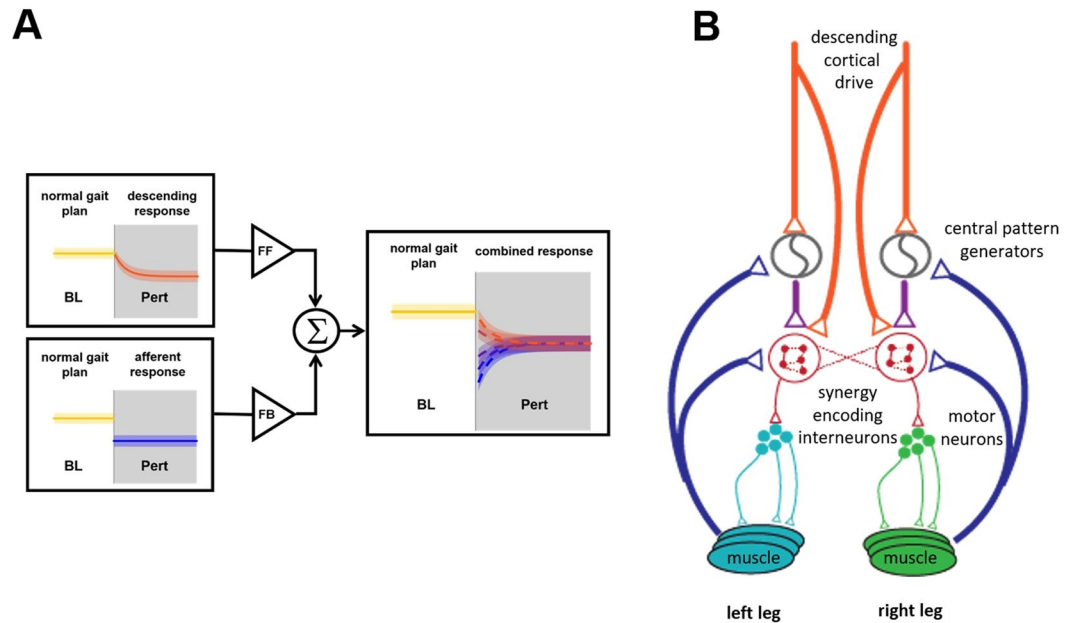 A
normal gait
plan
descending
response
BL
Pert
FF
normal gait
plan
afferent
response
BL
Pert
FB
Σ
normal gait
plan
combined response
BL
Pert
B
descending
cortical
drive
central pattern
generators
synergy
encoding
interneurons
motor
neurons
muscle
muscle
left leg
right leg